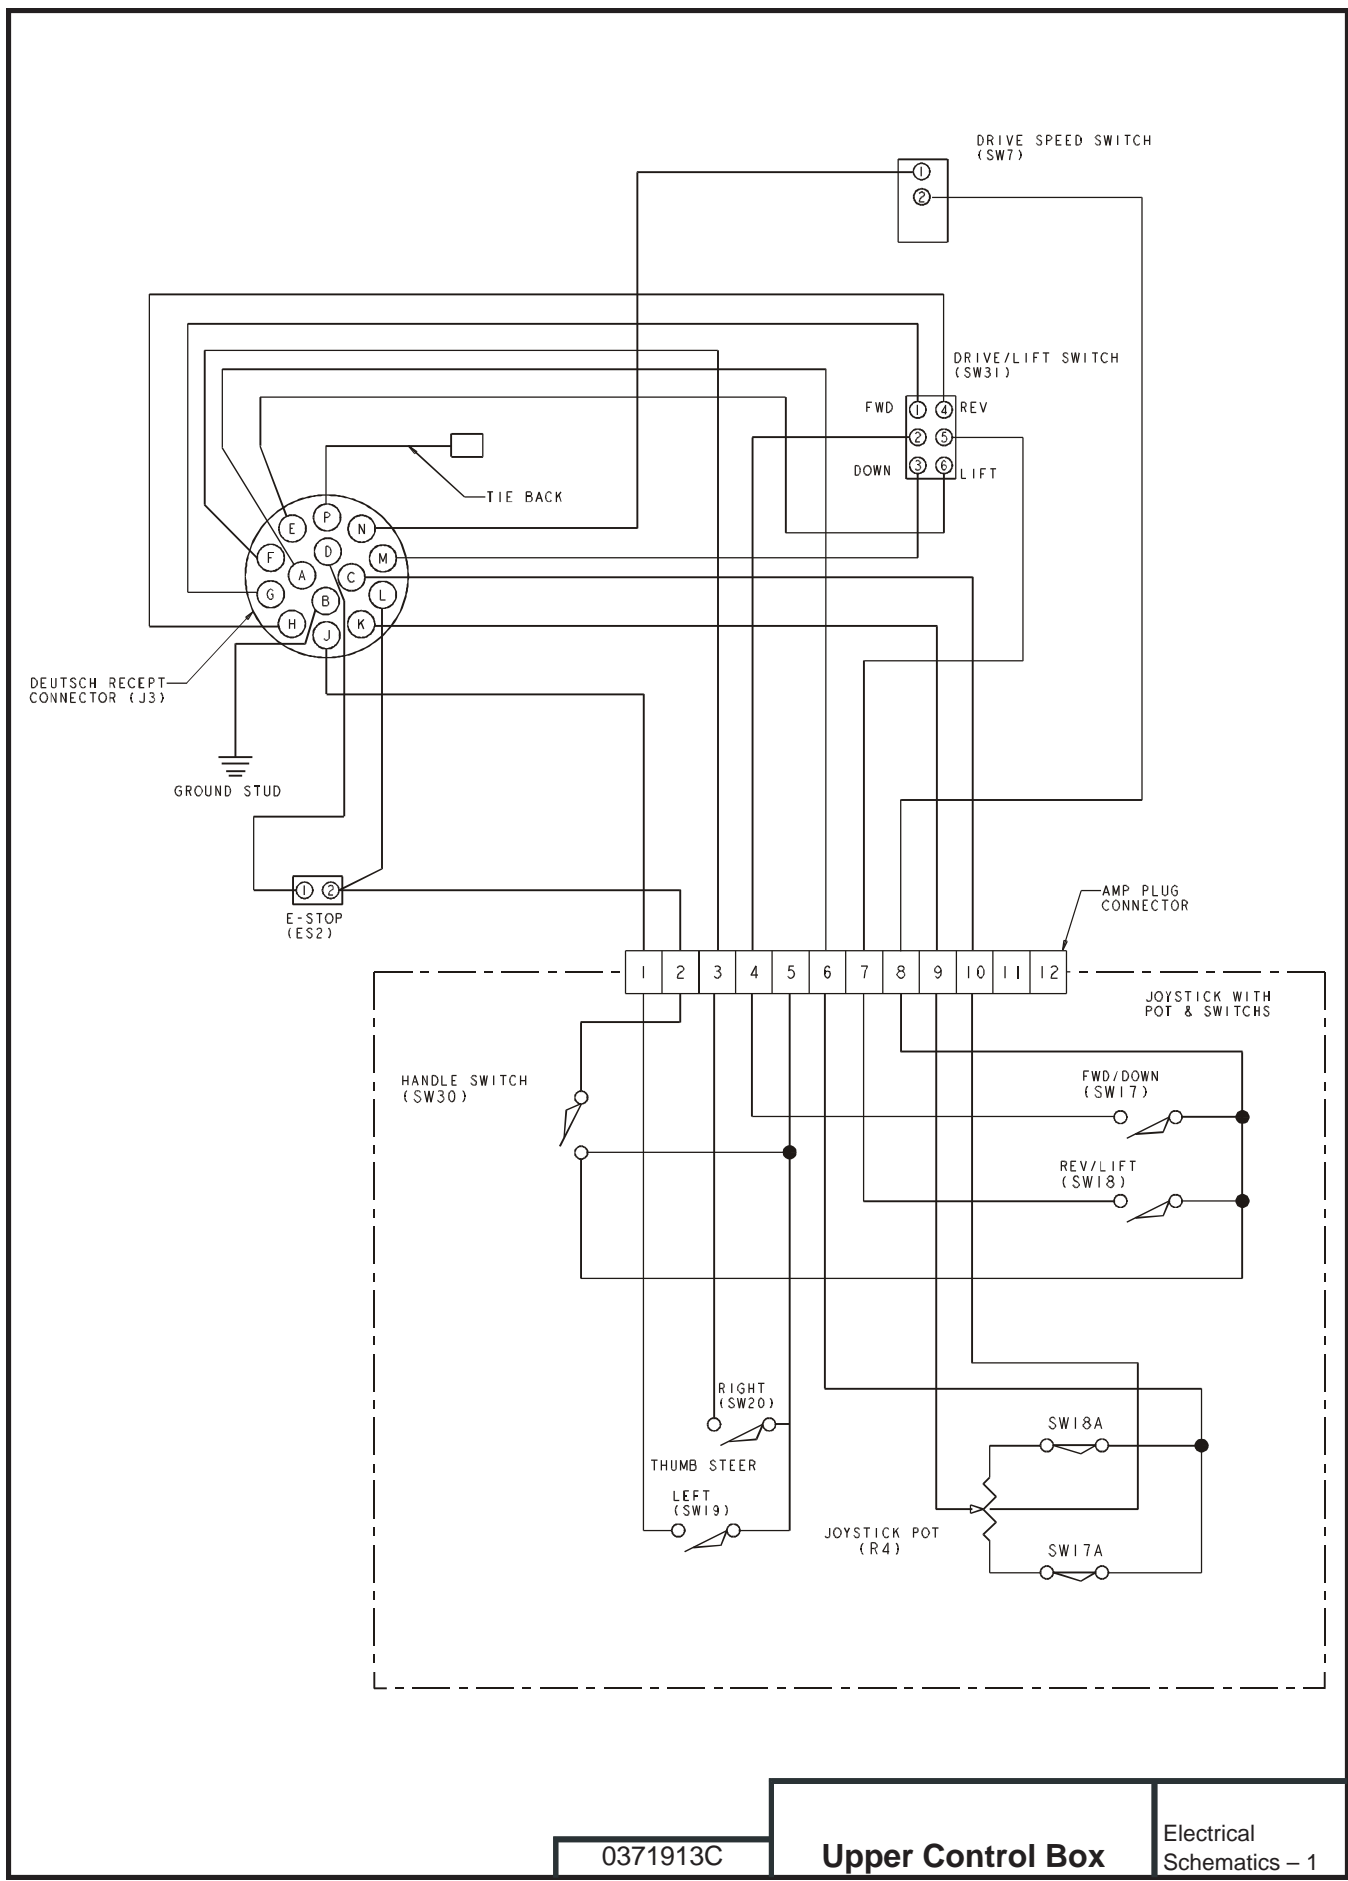 DRIVE SPEED SWITCH
(SW7)
1
2
DRIVE/LIFT SWITCH
(SW31)
FWD 1 4 REV
2 5
DOWN 3 6 LIFT
TIE BACK
E P N
F D M
A C
G B L
H J K
DEUTSCH RECEPT
CONNECTOR (J3)
GROUND STUD
1 2
E-STOP
(ES2)
AMP PLUG
CONNECTOR
1 2 3 4 5 6 7 8 9 10 11 12
JOYSTICK WITH
POT & SWITCHS
HANDLE SWITCH
(SW30)
FWD/DOWN
(SW17)
REV/LIFT
(SW18)
RIGHT
(SW20)
THUMB STEER
LEFT
(SW19)
SW18A
JOYSTICK POT
(R4)
SW17A
0371913C
Upper Control Box
Electrical
Schematics – 1